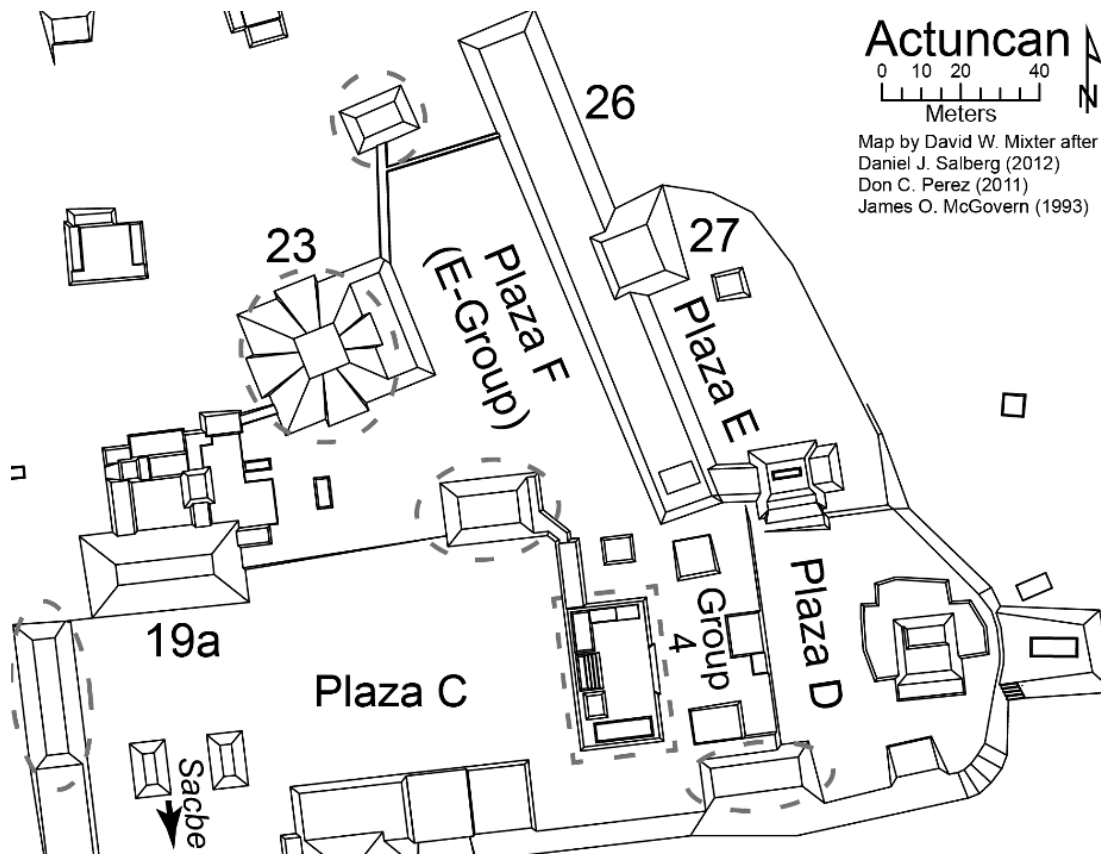 Actuncan
0 10 20 40
Meters
N
Map by David W. Mixter after
Daniel J. Salberg (2012)
Don C. Perez (2011)
James O. McGovern (1993)
26
27
23
Plaza F
(E-Group)
Plaza E
19a
Plaza C
Group
4
Plaza D
Sacbe